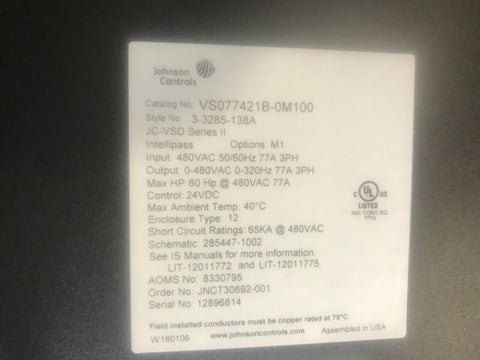 Johnson
Controls
Catalog No: VS077421B-0M100
Style No 3-3285-138A
JC-VSD Series II
Intellipass Options: M1
Input: 480VAC 50/60Hz 77A 3PH
Output: 0-480VAC 0-320Hz 77A 3PH
Max HP: 60 Hp @ 480VAC 77A
Control: 24VDC
Max Ambient Temp: 40°C
Enclosure Type: 12
Short Circuit Ratings: 65KA @ 480VAC
Schematic: 285447-1002
See IS Manuals for more information:
LIT-12011772 and LIT-12011775
AOMS No: 8330795
Order No: JNCT30692-001
Serial No: 12896814
C UL US
LISTED
IND. CONT. EQ.
Field installed conductors must be copper rated at 75°C.
W180106 www.johnsoncontrols.com Assembled in USA